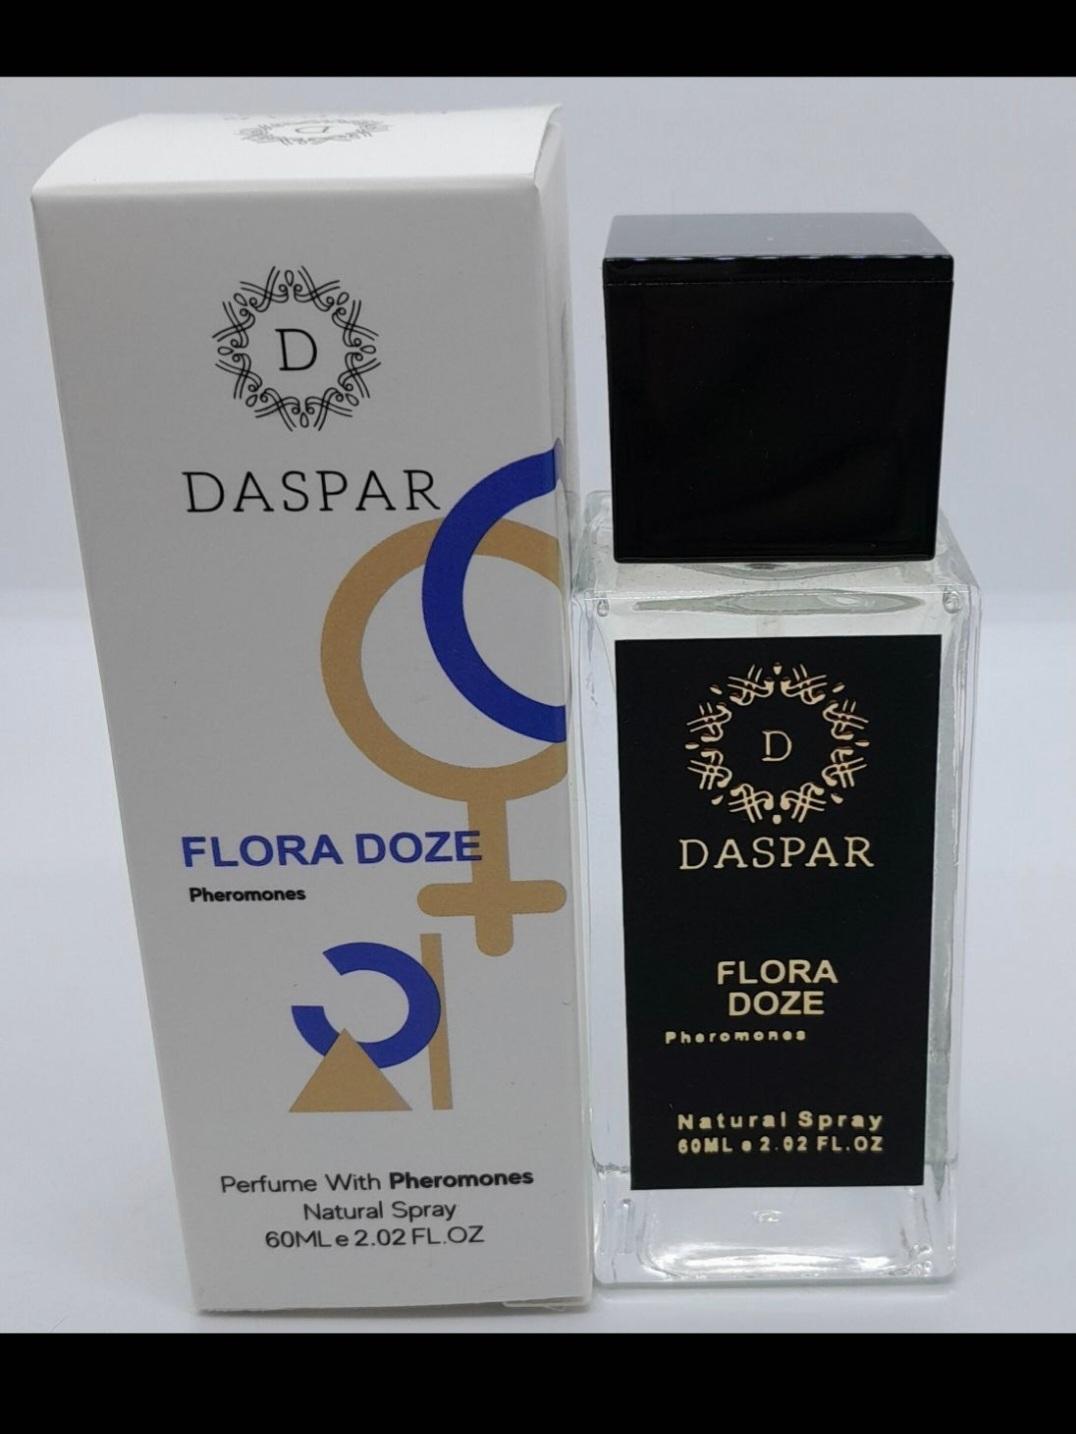 D
D
DASPAR
FLORA DOZE
Pheromones
Perfume With Pheromones
Natural Spray
60ML e 2.02 FL.OZ
D
DASPAR
FLORA
DOZE
Pheromones
Natural Spray
60ML e 2.02 FL.OZ